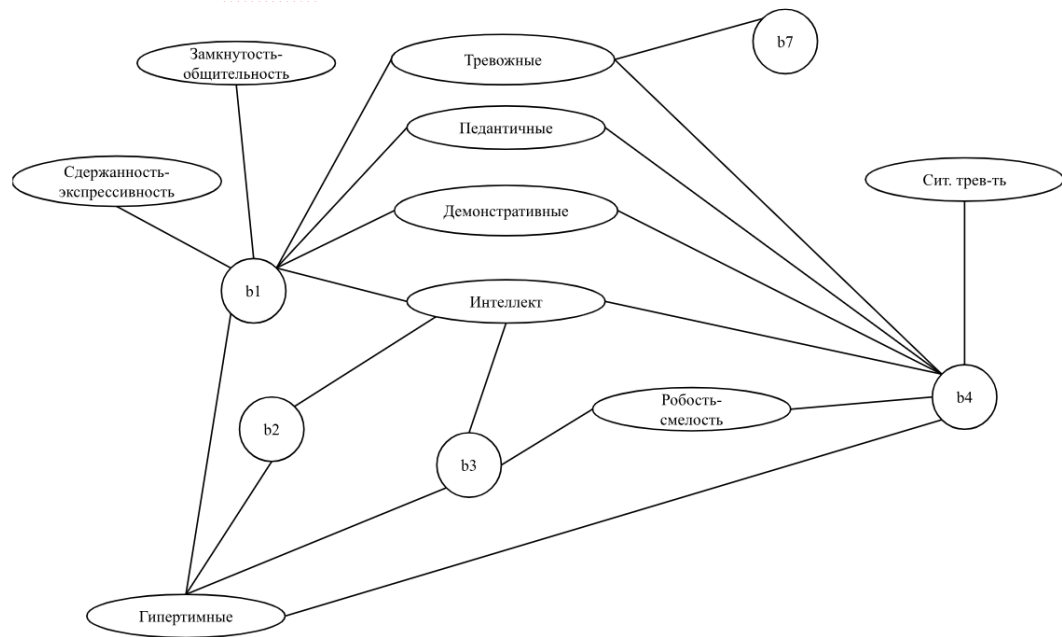 Замкнутость-
общительность
Тревожные
b7
Педантичные
Сдержанность-
экспрессивность
Сит. трев-ть
Демонстративные
b1
Интеллект
b4
Робость-
смелость
b2
b3
Гипертимные